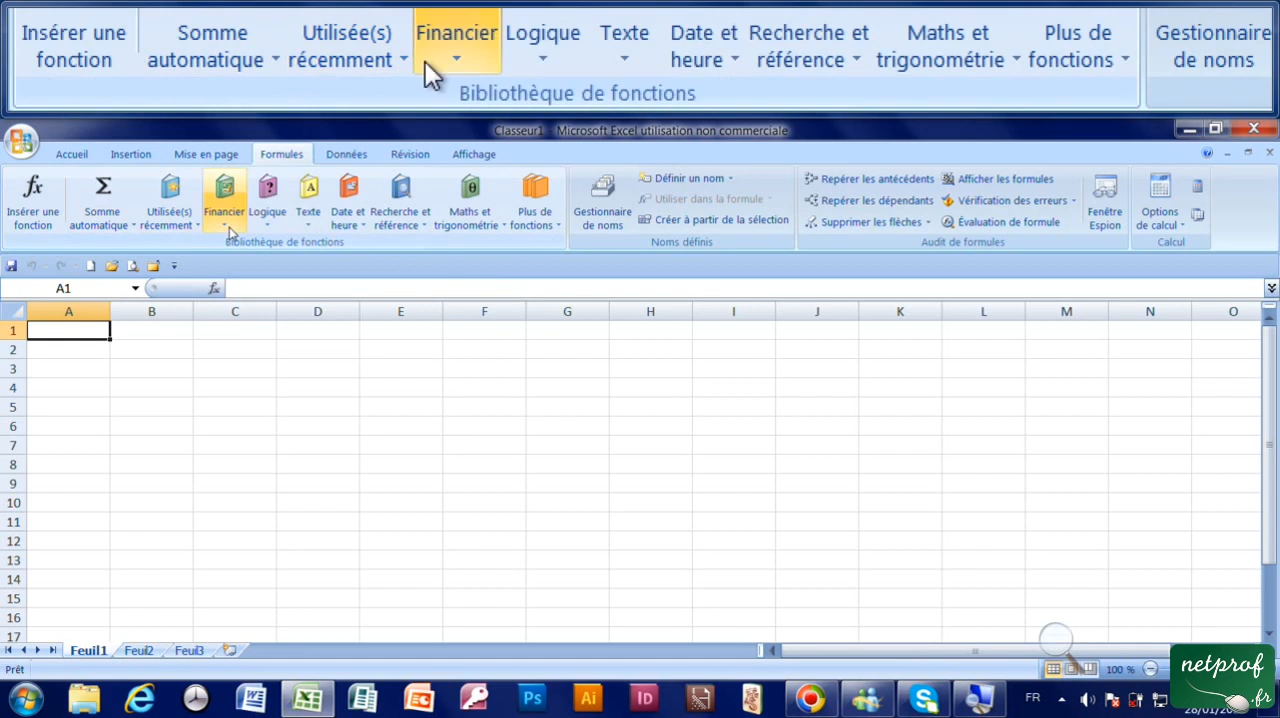 Insérer une fonction
Somme automatique
Utilisée(s) récemment
Financier
Logique
Texte
Date et heure
Recherche et référence
Maths et trigonométrie
Plus de fonctions
Gestionnaire de noms
Bibliothèque de fonctions
Classeur1 - Microsoft Excel utilisation non commerciale
Accueil Insertion Mise en page Formules Données Révision Affichage
Insérer une fonction
Somme automatique
Utilisée(s) récemment
Financier
Logique
Texte
Date et heure
Recherche et référence
Maths et trigonométrie
Plus de fonctions
Bibliothèque de fonctions
Gestionnaire de noms
Définir un nom
Utiliser dans la formule
Créer à partir de la sélection
Noms définis
Repérer les antécédents
Repérer les dépendants
Supprimer les flèches
Afficher les formules
Vérification des erreurs
Évaluation de formule
Audit de formules
Fenêtre Espion
Options de calcul
Calcul
A1 fx
A B C D E F G H I J K L M N O
1
2
3
4
5
6
7
8
9
10
11
12
13
14
15
16
17
Feuil1 Feuil2 Feuil3
Prêt
100 %
FR
Ps Ai Id
netprof.fr